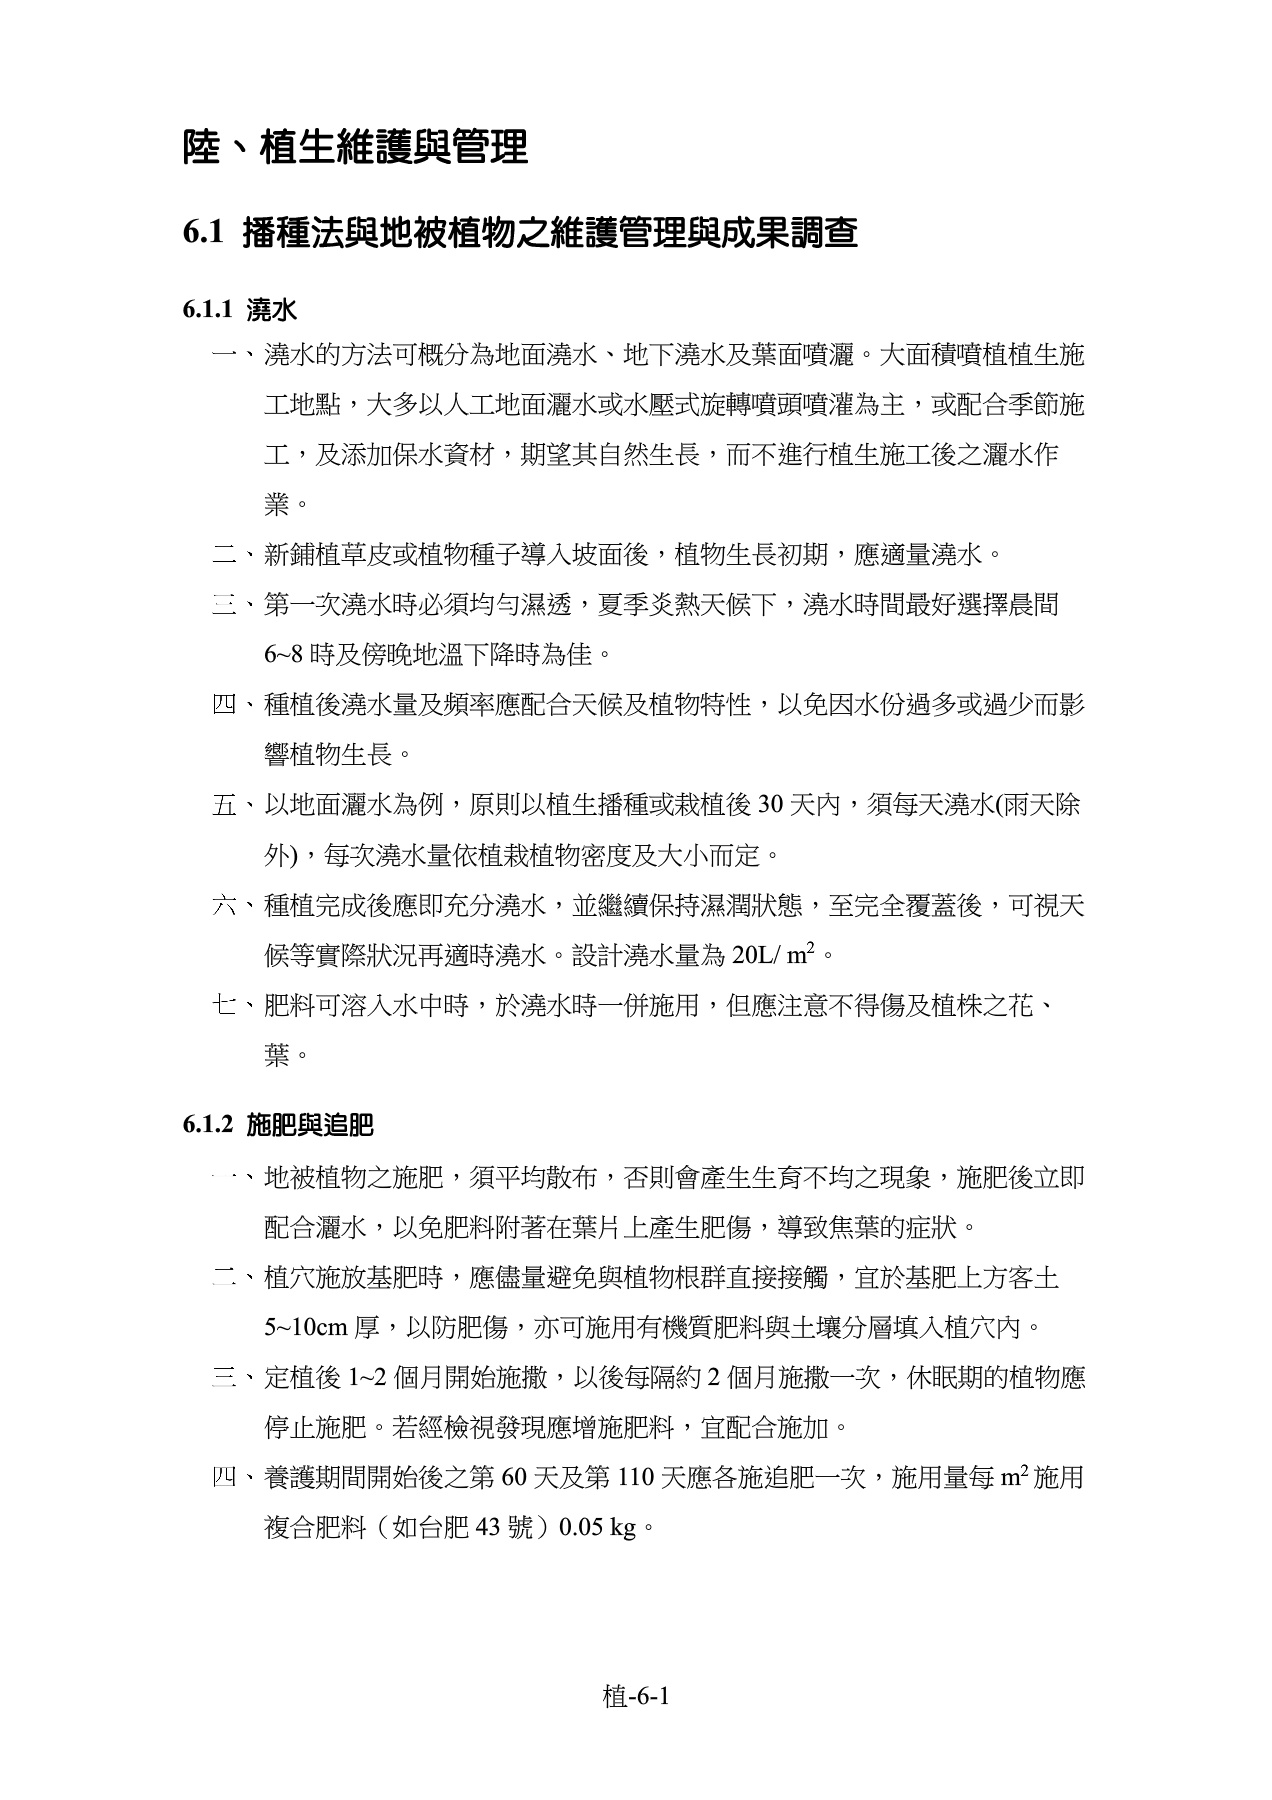 陸、植生維護與管理
6.1 播種法與地被植物之維護管理與成果調查
6.1.1 澆水
一、澆水的方法可概分為地面澆水、地下澆水及葉面噴灑。大面積噴植植生施
工地點，大多以人工地面灑水或水壓式旋轉噴頭噴灌為主，或配合季節施
工，及添加保水資材，期望其自然生長，而不進行植生施工後之灑水作
業。
二、新鋪植草皮或植物種子導入坡面後，植物生長初期，應適量澆水。
三、第一次澆水時必須均勻濕透，夏季炎熱天候下，澆水時間最好選擇晨間
6~8 時及傍晚地溫下降時為佳。
四、種植後澆水量及頻率應配合天候及植物特性，以免因水份過多或過少而影
響植物生長。
五、以地面灑水為例，原則以植生播種或栽植後 30 天內，須每天澆水(雨天除
外)，每次澆水量依植栽植物密度及大小而定。
六、種植完成後應即充分澆水，並繼續保持濕潤狀態，至完全覆蓋後，可視天
候等實際狀況再適時澆水。設計澆水量為 20L/ m²。
七、肥料可溶入水中時，於澆水時一併施用，但應注意不得傷及植株之花、
葉。
6.1.2 施肥與追肥
一、地被植物之施肥，須平均散布，否則會產生生育不均之現象，施肥後立即
配合灑水，以免肥料附著在葉片上產生肥傷，導致焦葉的症狀。
二、植穴施放基肥時，應儘量避免與植物根群直接接觸，宜於基肥上方客土
5~10cm 厚，以防肥傷，亦可施用有機質肥料與土壤分層填入植穴內。
三、定植後 1~2 個月開始施撒，以後每隔約 2 個月施撒一次，休眠期的植物應
停止施肥。若經檢視發現應增施肥料，宜配合施加。
四、養護期間開始後之第 60 天及第 110 天應各施追肥一次，施用量每 m² 施用
複合肥料（如台肥 43 號）0.05 kg。
植-6-1